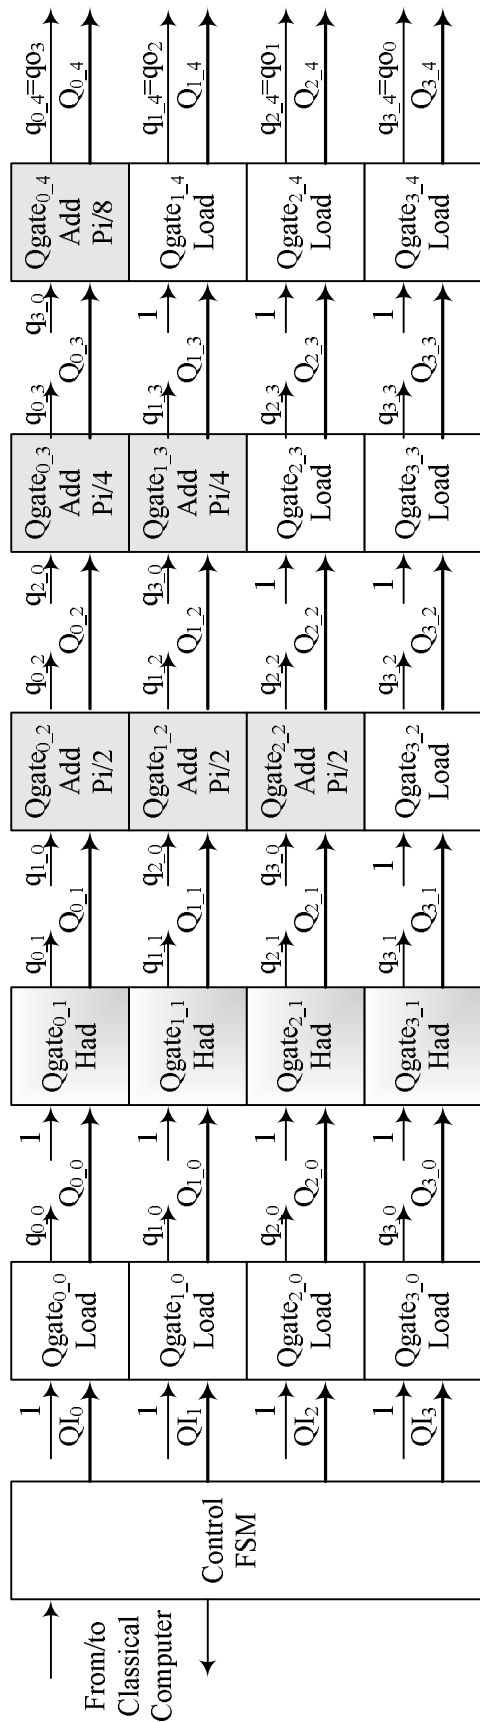 From/to
Classical
Computer
Control
FSM
1
QI0
1
QI1
1
QI2
1
QI3
Qgate0_0
Load
Qgate1_0
Load
Qgate2_0
Load
Qgate3_0
Load
q0_0
1
Q0_0
q1_0
1
Q1_0
q2_0
1
Q2_0
q3_0
1
Q3_0
Qgate0_1
Had
Qgate1_1
Had
Qgate2_1
Had
Qgate3_1
Had
q0_1
q1_0
Q0_1
q1_1
q2_0
Q1_1
q2_1
q3_0
Q2_1
q3_1
1
Q3_1
Qgate0_2
Add
Pi/2
Qgate1_2
Add
Pi/2
Qgate2_2
Add
Pi/2
Qgate3_2
Load
q0_2
q2_0
Q0_2
q1_2
q3_0
Q1_2
q2_2
1
Q2_2
q3_2
1
Q3_2
Qgate0_3
Add
Pi/4
Qgate1_3
Add
Pi/4
Qgate2_3
Load
Qgate3_3
Load
q0_3
q3_0
Q0_3
q1_3
1
Q1_3
q2_3
1
Q2_3
q3_3
1
Q3_3
Qgate0_4
Add
Pi/8
Qgate1_4
Load
Qgate2_4
Load
Qgate3_4
Load
q0_4=qo3
Q0_4
q1_4=qo2
Q1_4
q2_4=qo1
Q2_4
q3_4=qo0
Q3_4